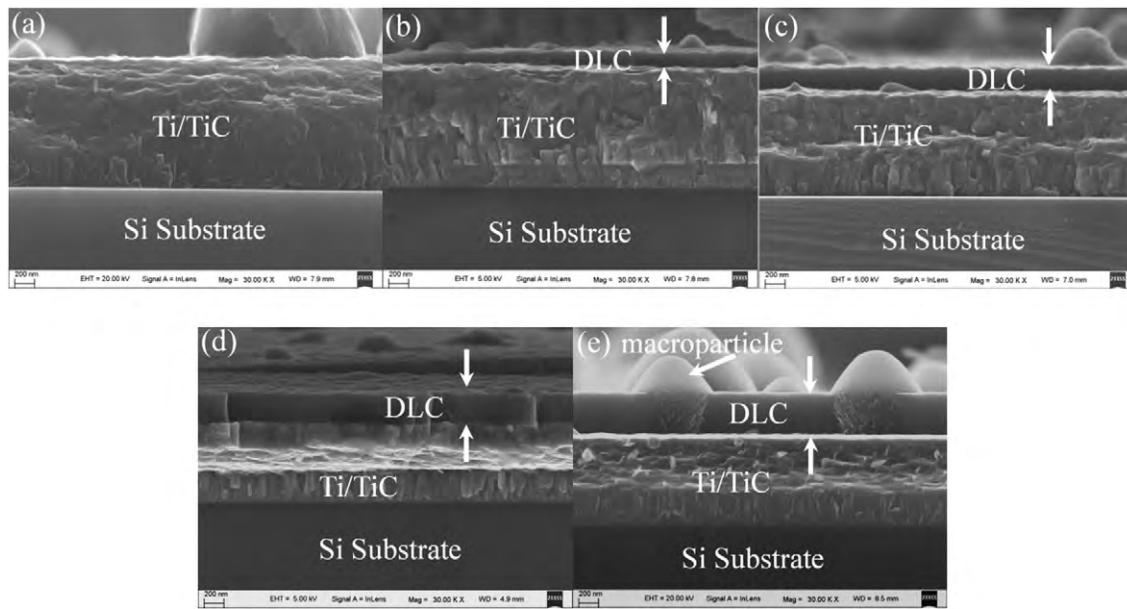 (a)
Ti/TiC
Si Substrate
200 nm
EHT = 20.00 kV Signal A = InLens Mag = 30.00 K X WD = 7.9 mm
ZEISS
(b)
DLC
Ti/TiC
Si Substrate
200 nm
EHT = 5.00 kV Signal A = InLens Mag = 30.00 K X WD = 7.8 mm
ZEISS
(c)
DLC
Ti/TiC
Si Substrate
200 nm
EHT = 5.00 kV Signal A = InLens Mag = 30.00 K X WD = 7.0 mm
ZEISS
(d)
DLC
Ti/TiC
Si Substrate
200 nm
EHT = 5.00 kV Signal A = InLens Mag = 30.00 K X WD = 4.9 mm
ZEISS
(e) macroparticle
DLC
Ti/TiC
Si Substrate
200 nm
EHT = 20.00 kV Signal A = InLens Mag = 30.00 K X WD = 8.5 mm
ZEISS